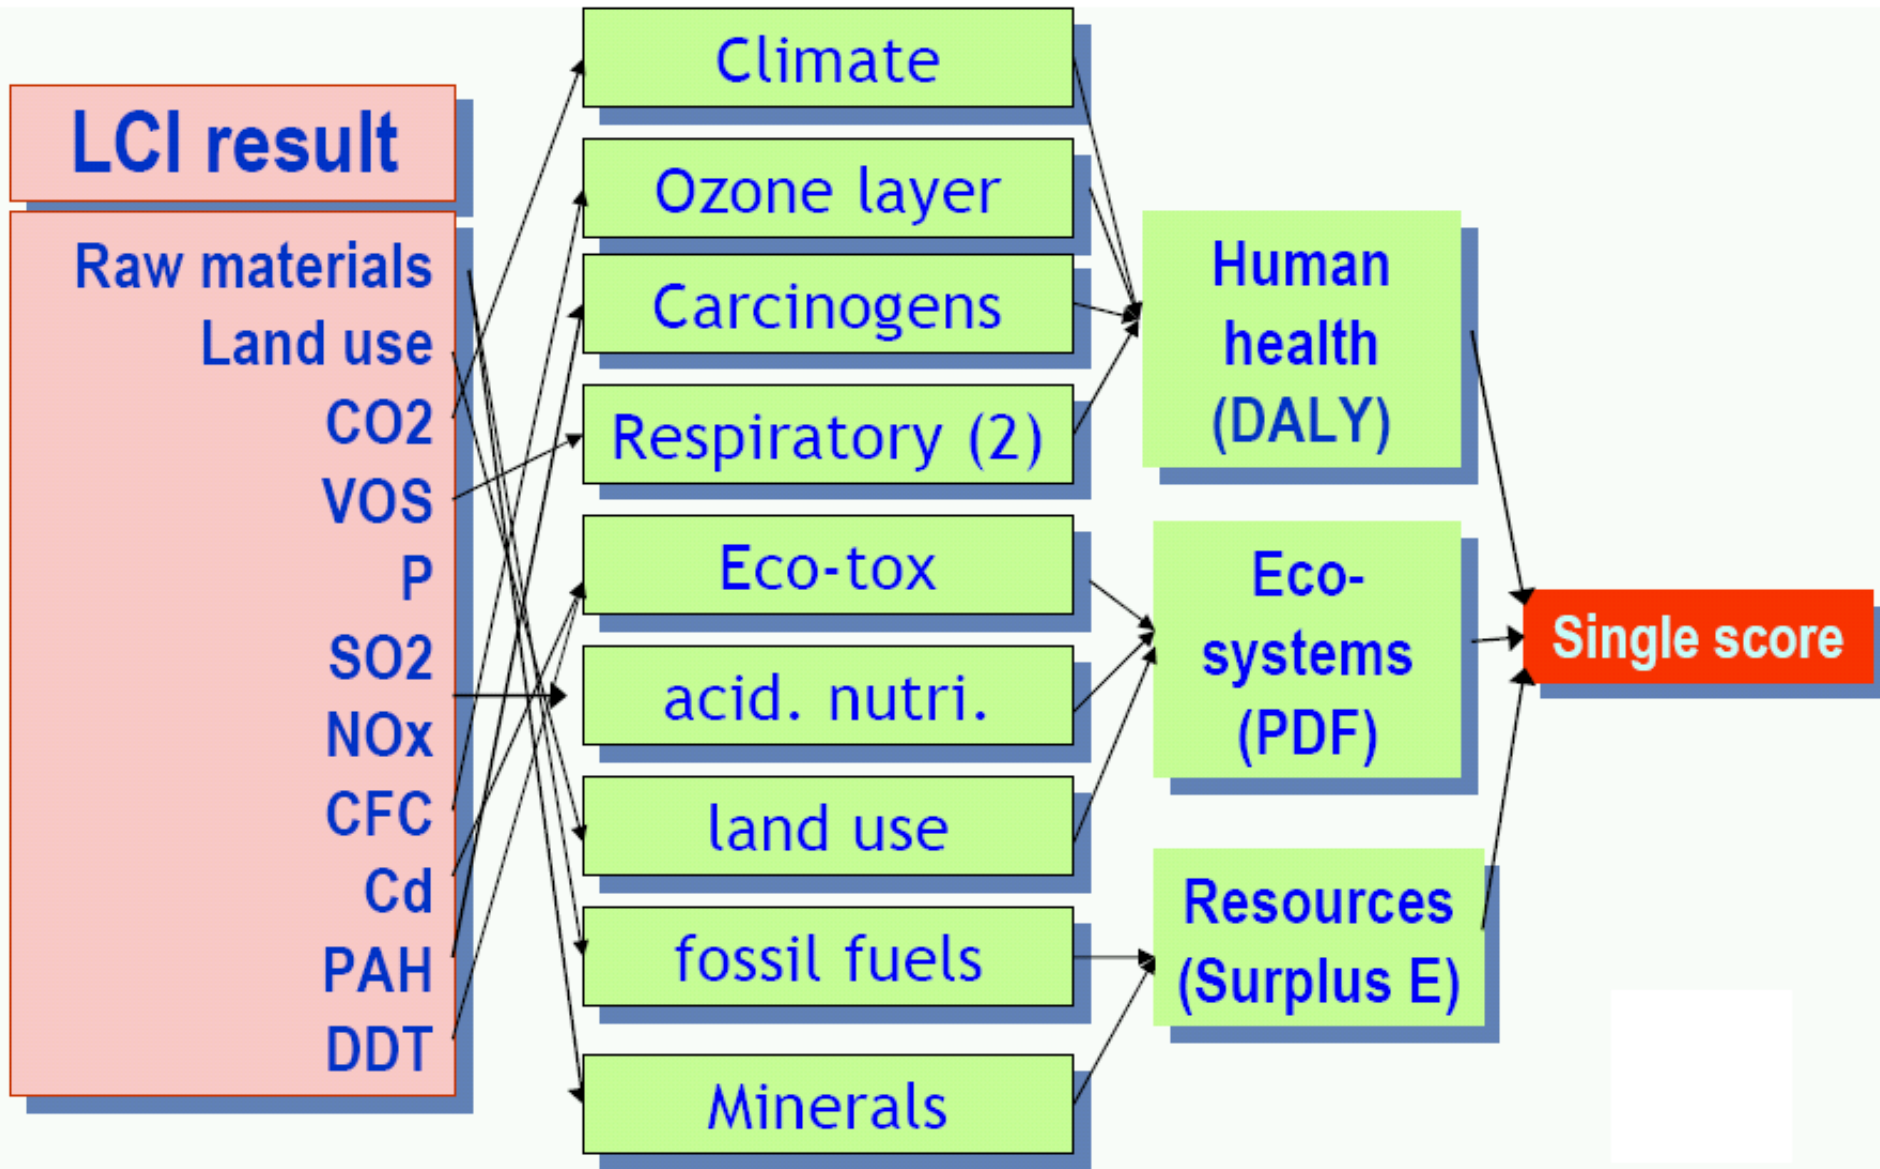 LCI result
Raw materials
Land use
CO2
VOS
P
SO2
NOx
CFC
Cd
PAH
DDT
Climate
Ozone layer
Carcinogens
Respiratory (2)
Eco-tox
acid. nutri.
land use
fossil fuels
Minerals
Human
health
(DALY)
Eco-
systems
(PDF)
Resources
(Surplus E)
Single score